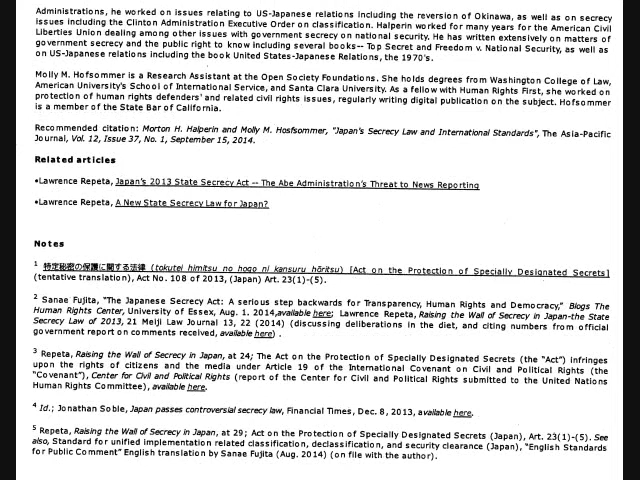 Administrations, he worked on issues relating to US-Japanese relations including the reversion of Okinawa, as well as on secrecy
issues including the Clinton Administration Executive Order on classification. Halperin worked for many years for the American Civil
Liberties Union dealing among other issues with government secrecy on national security. He has written extensively on matters of
government secrecy and the public right to know including several books-- Top Secret and Freedom v. National Security, as well as
on US-Japanese relations including the book United States-Japanese Relations, the 1970's.
Molly M. Hofsommer is a Research Assistant at the Open Society Foundations. She holds degrees from Washington College of Law,
American University's School of International Service, and Santa Clara University. As a fellow with Human Rights First, she worked on
protection of human rights defenders' and related civil rights issues, regularly writing digital publication on the subject. Hofsommer
is a member of the State Bar of California.
Recommended citation: Morton H. Halperin and Molly M. Hosfsommer, "Japan's Secrecy Law and International Standards", The Asia-Pacific
Journal, Vol. 12, Issue 37, No. 1, September 15, 2014.
Related articles
•Lawrence Repeta, Japan's 2013 State Secrecy Act -- The Abe Administration's Threat to News Reporting
•Lawrence Repeta, A New State Secrecy Law for Japan?
Notes
1 特定秘密の保護に関する法律 (tokutei himitsu no hogo ni kansuru hōritsu) [Act on the Protection of Specially Designated Secrets]
(tentative translation), Act No. 108 of 2013, (Japan) Art. 23(1)-(5).
2 Sanae Fujita, "The Japanese Secrecy Act: A serious step backwards for Transparency, Human Rights and Democracy," Blogs The
Human Rights Center, University of Essex, Aug. 1, 2014,available here; Lawrence Repeta, Raising the Wall of Secrecy in Japan-the State
Secrecy Law of 2013, 21 Meiji Law Journal 13, 22 (2014) (discussing deliberations in the diet, and citing numbers from official
government report on comments received, available here) .
3 Repeta, Raising the Wall of Secrecy in Japan, at 24; The Act on the Protection of Specially Designated Secrets (the "Act") infringes
upon the rights of citizens and the media under Article 19 of the International Covenant on Civil and Political Rights (the
"Covenant"), Center for Civil and Political Rights (report of the Center for Civil and Political Rights submitted to the United Nations
Human Rights Committee), available here.
4 Id.; Jonathan Soble, Japan passes controversial secrecy law, Financial Times, Dec. 8, 2013, available here.
5 Repeta, Raising the Wall of Secrecy in Japan, at 29; Act on the Protection of Specially Designated Secrets (Japan), Art. 23(1)-(5). See
also, Standard for unified implementation related classification, declassification, and security clearance (Japan), "English Standards
for Public Comment" English translation by Sanae Fujita (Aug. 2014) (on file with the author).